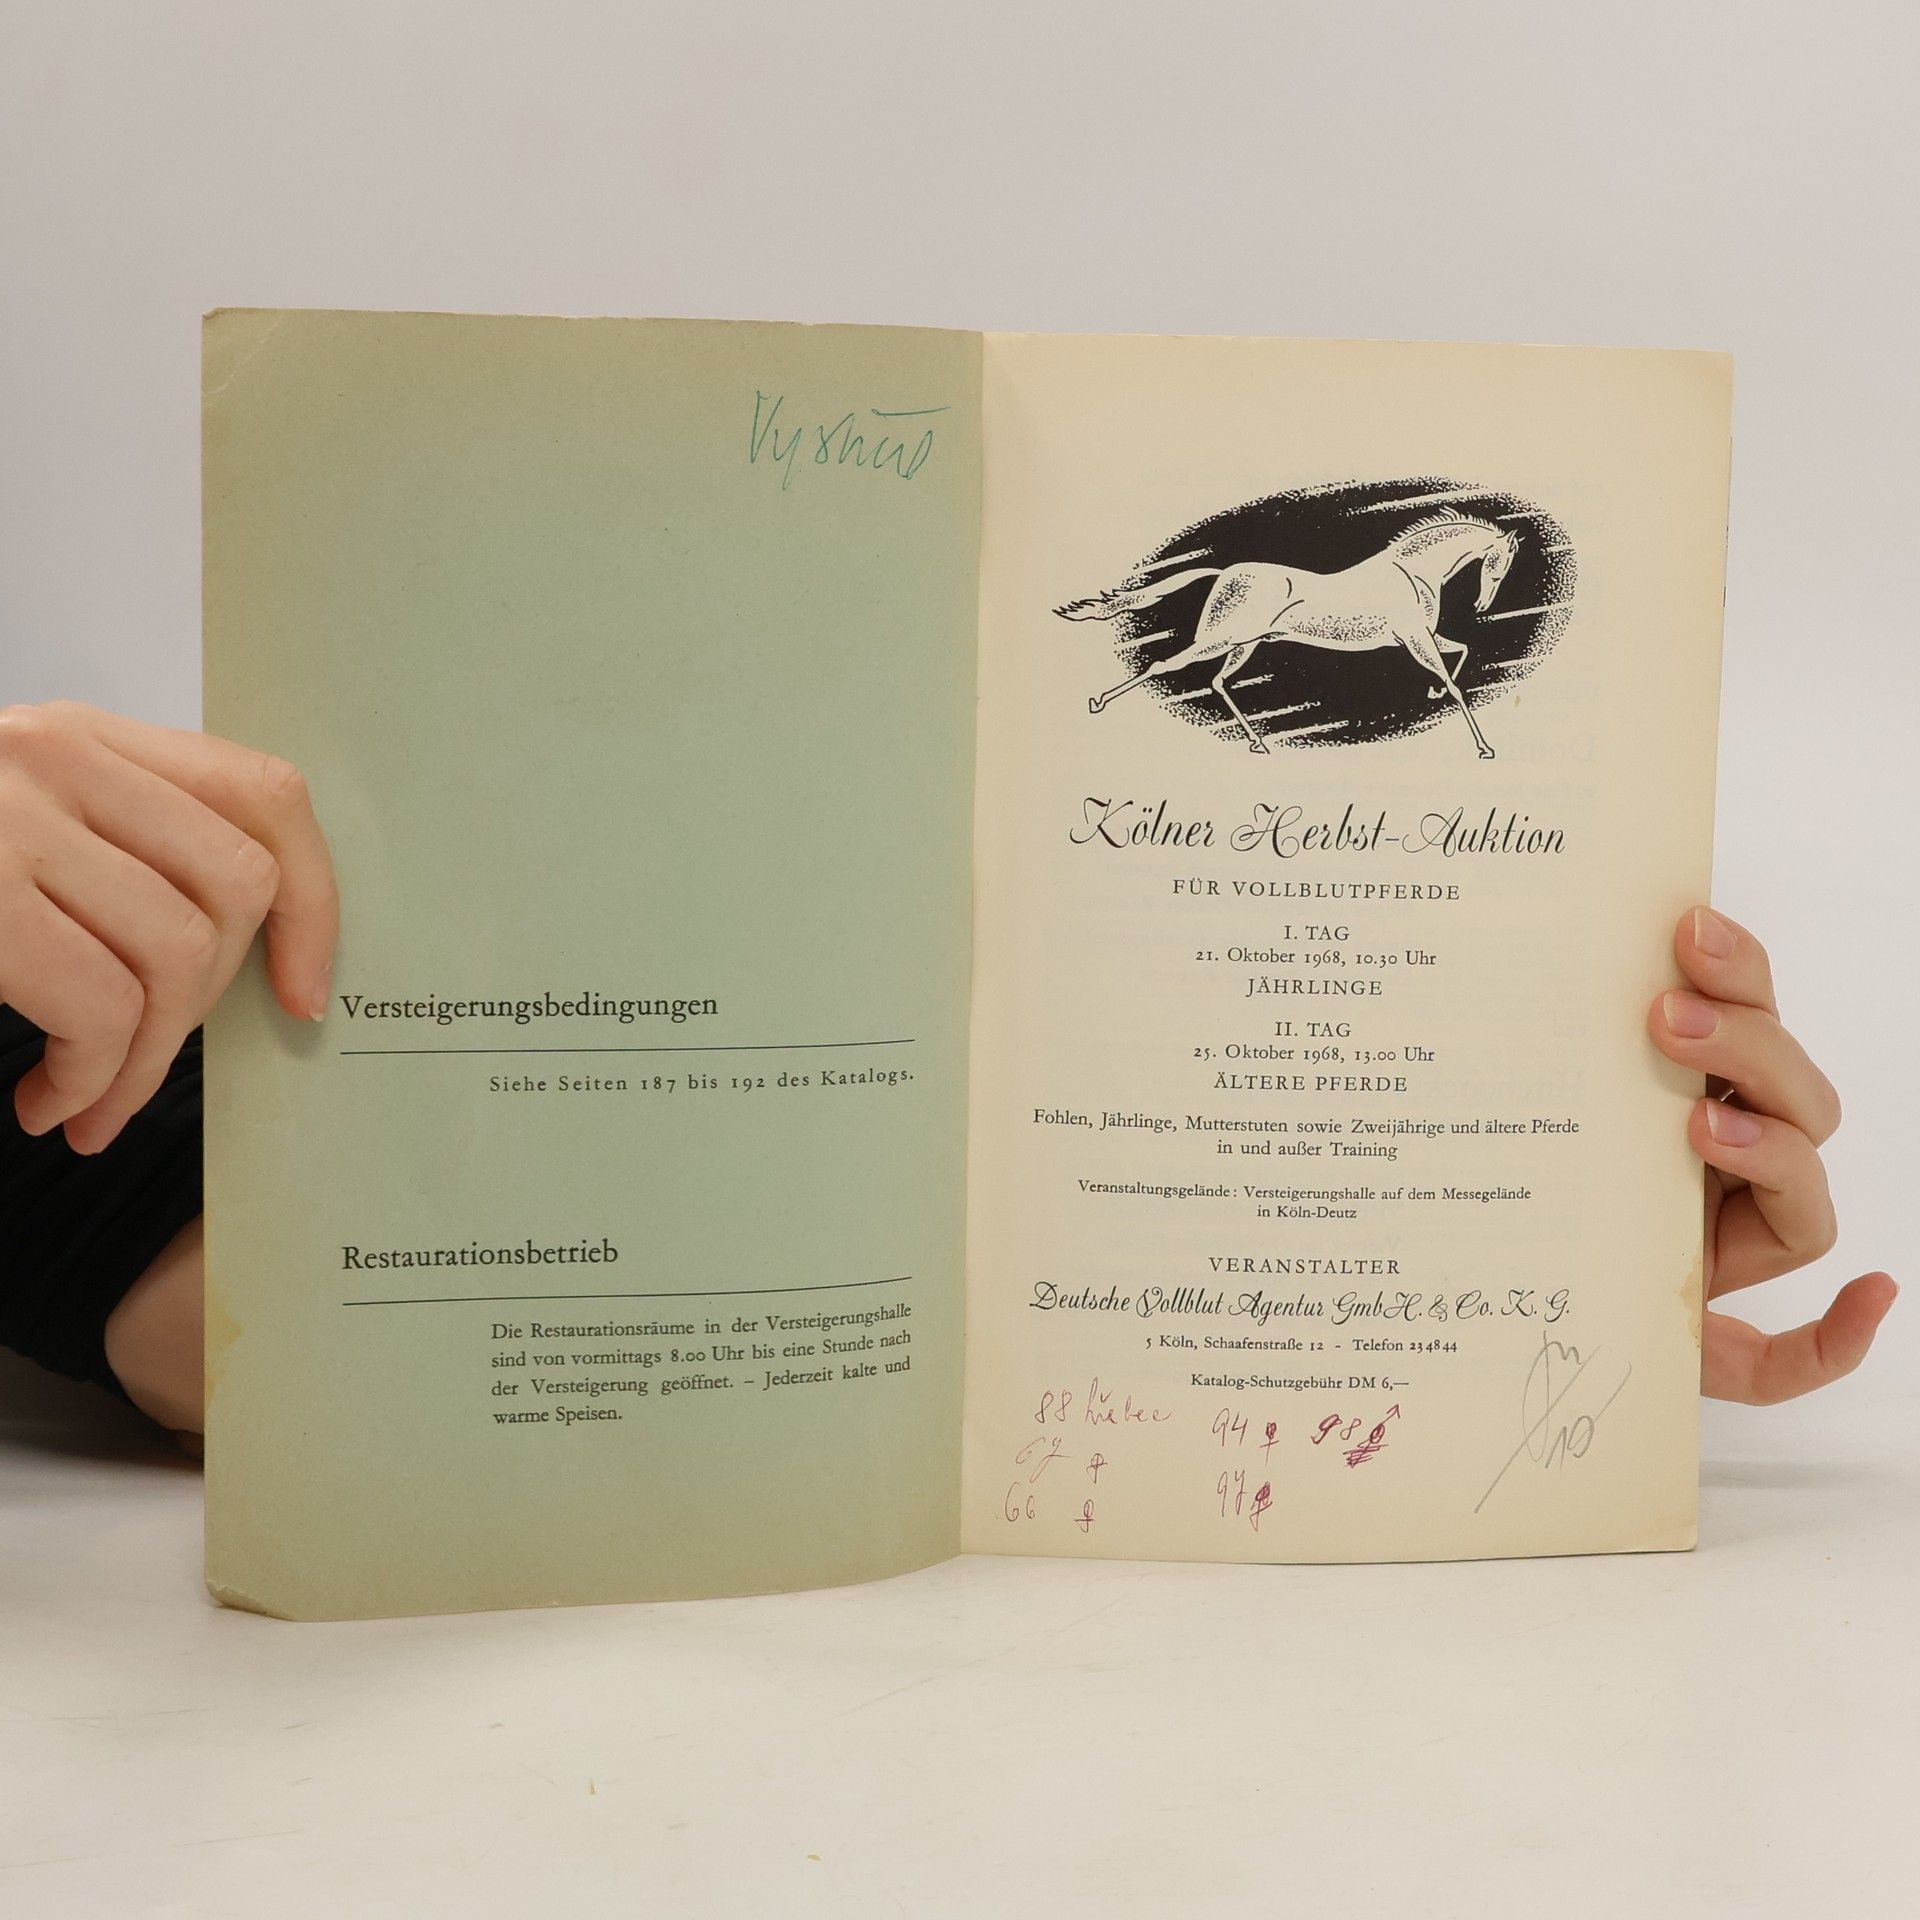 Versteigerungsbedingungen
Siehe Seiten 187 bis 192 des Katalogs.
Restaurationsbetrieb
Die Restaurationsräume in der Versteigerungshalle
sind von vormittags 8.00 Uhr bis eine Stunde nach
der Versteigerung geöffnet. – Jederzeit kalte und
warme Speisen.
Kölner Herbst-Auktion
FÜR VOLLBLUTPFERDE
I. TAG
21. Oktober 1968, 10.30 Uhr
JÄHRLINGE
II. TAG
25. Oktober 1968, 13.00 Uhr
ÄLTERE PFERDE
Fohlen, Jährlinge, Mutterstuten sowie Zweijährige und ältere Pferde
in und außer Training
Veranstaltungsgelände: Versteigerungshalle auf dem Messegelände
in Köln-Deutz
VERANSTALTER
Deutsche Vollblut Agentur GmbH. & Co. K. G.
5 Köln, Schaafenstraße 12 - Telefon 234844
Katalog-Schutzgebühr DM 6,—
88 94 ♀ 98 ♂
67 ♀
66 ♀ 97 ♀